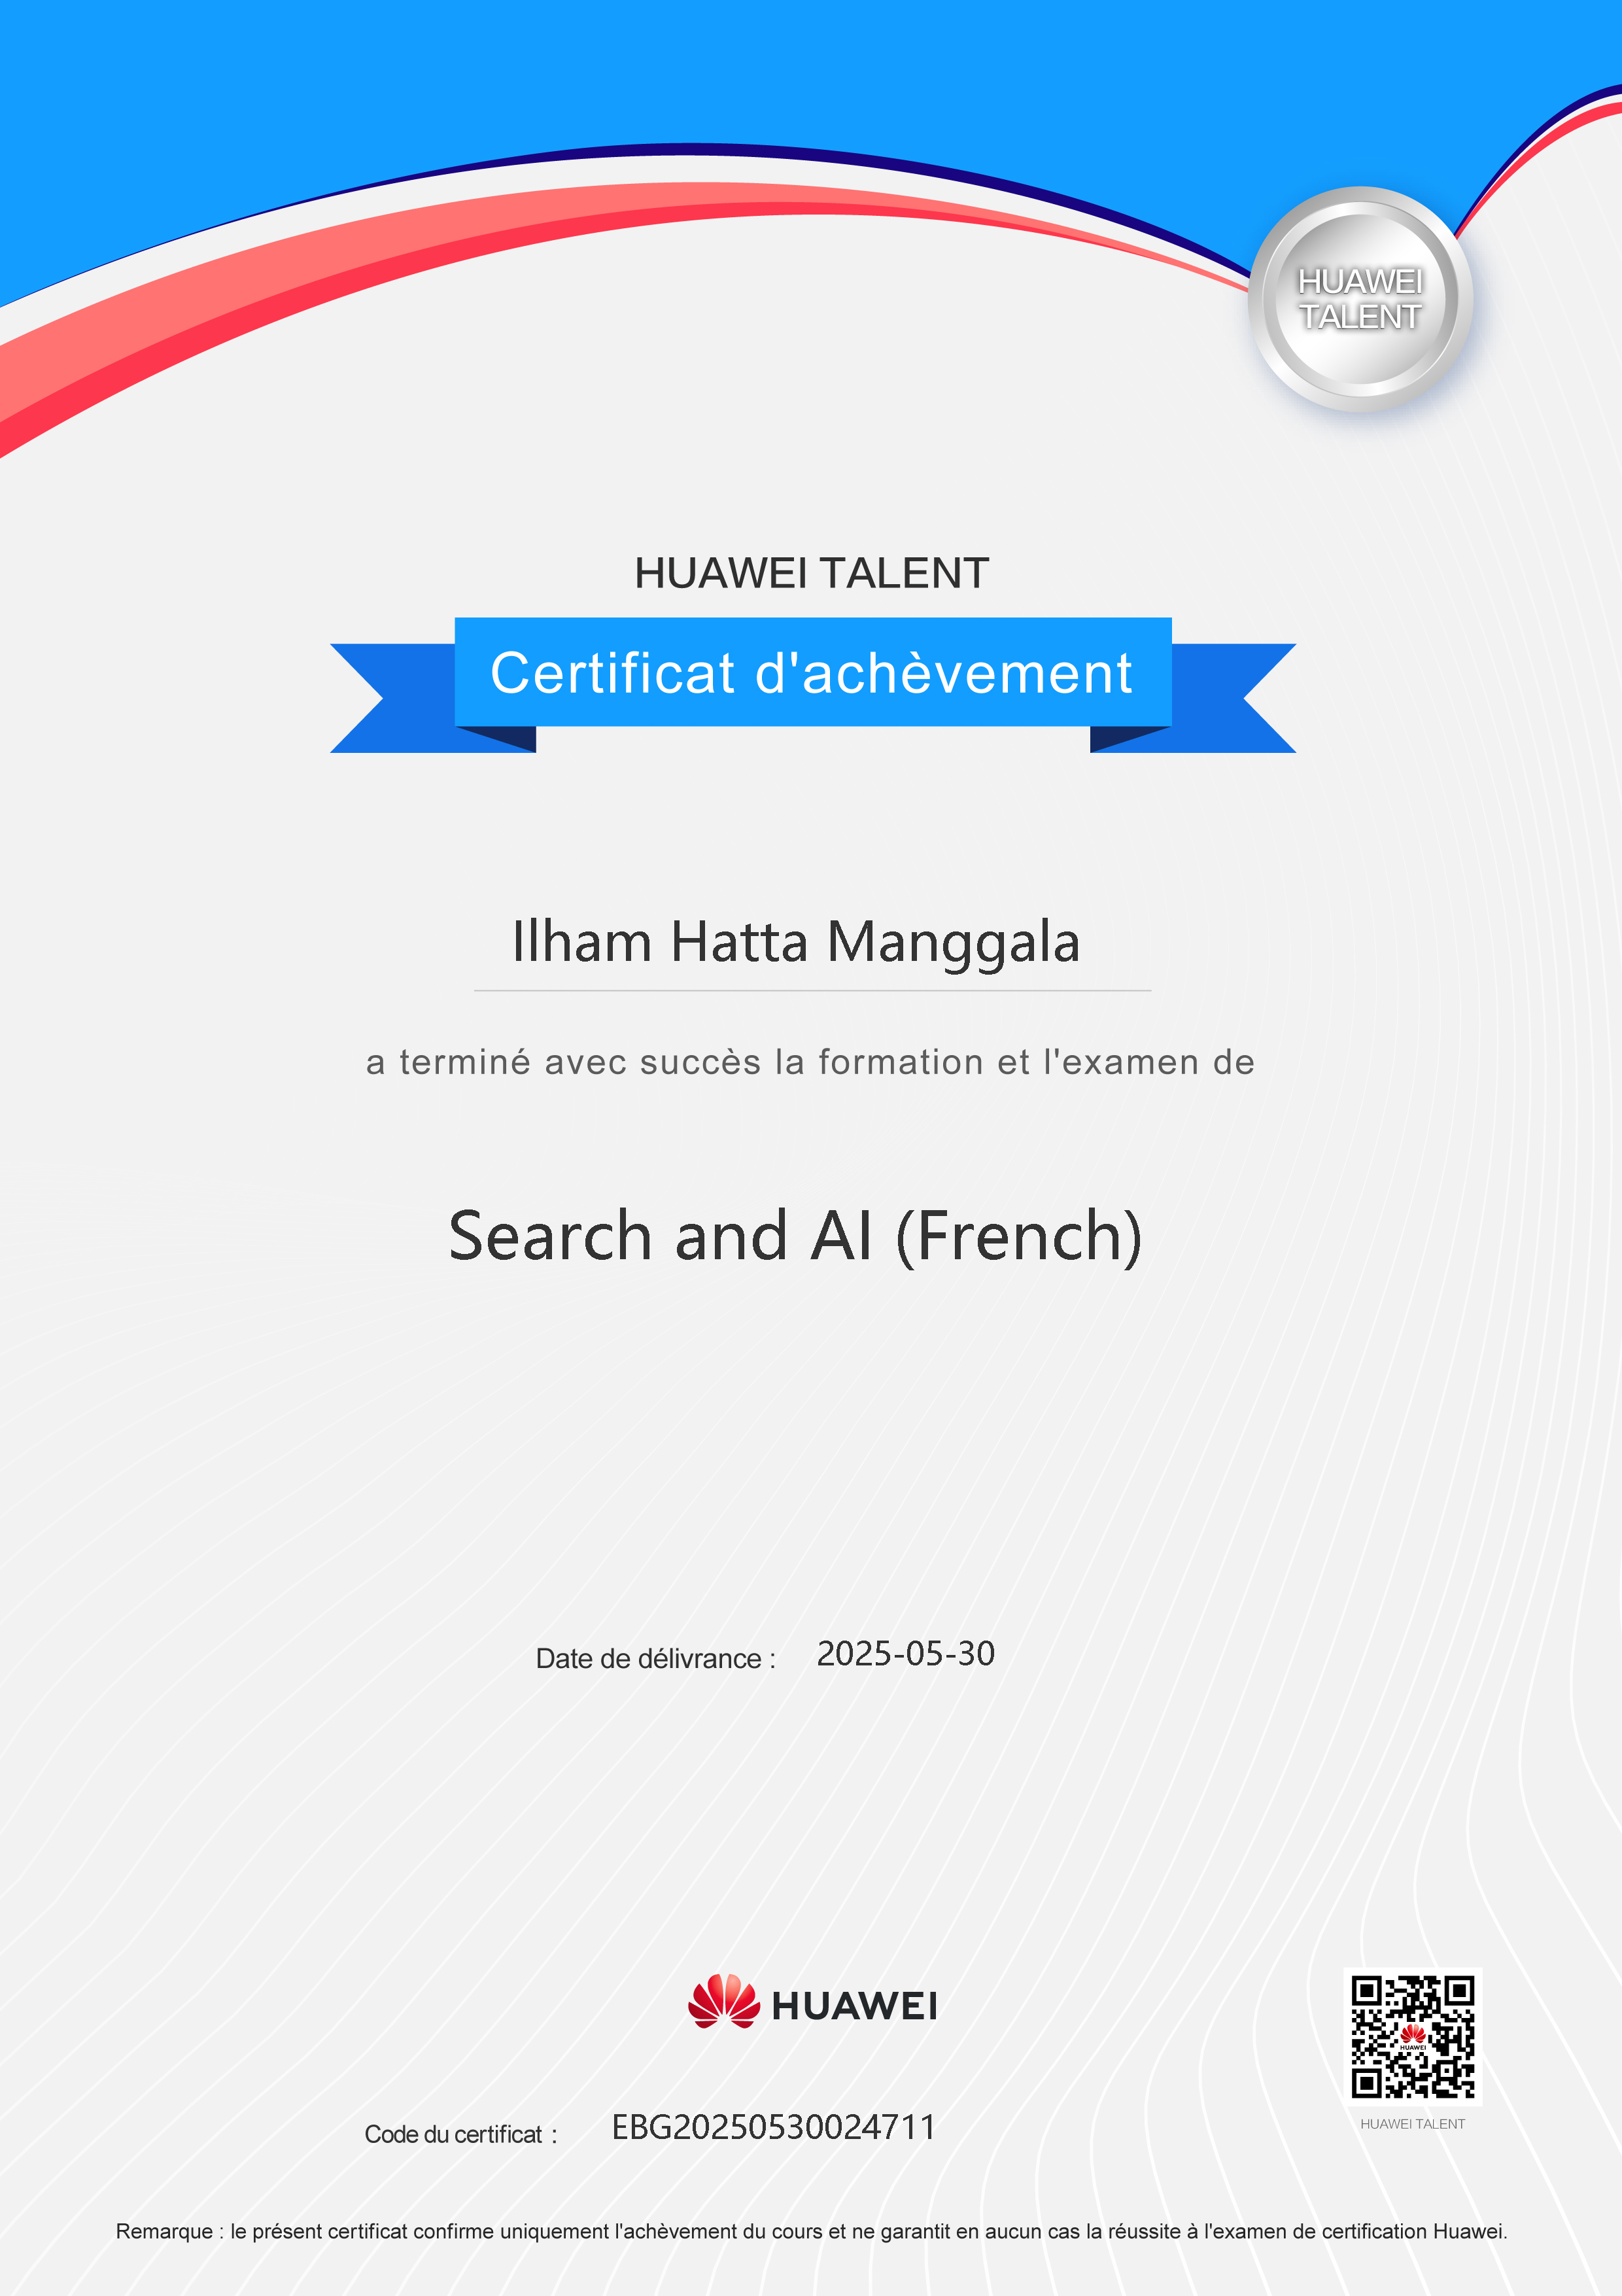 HUAWEI
TALENT
HUAWEI TALENT
Certificat d'achèvement
Ilham Hatta Manggala
a terminé avec succès la formation et l'examen de
Search and AI (French)
Date de délivrance : 2025-05-30
HUAWEI
HUAWEI
HUAWEI TALENT
Code du certificat : EBG20250530024711
Remarque : le présent certificat confirme uniquement l'achèvement du cours et ne garantit en aucun cas la réussite à l'examen de certification Huawei.